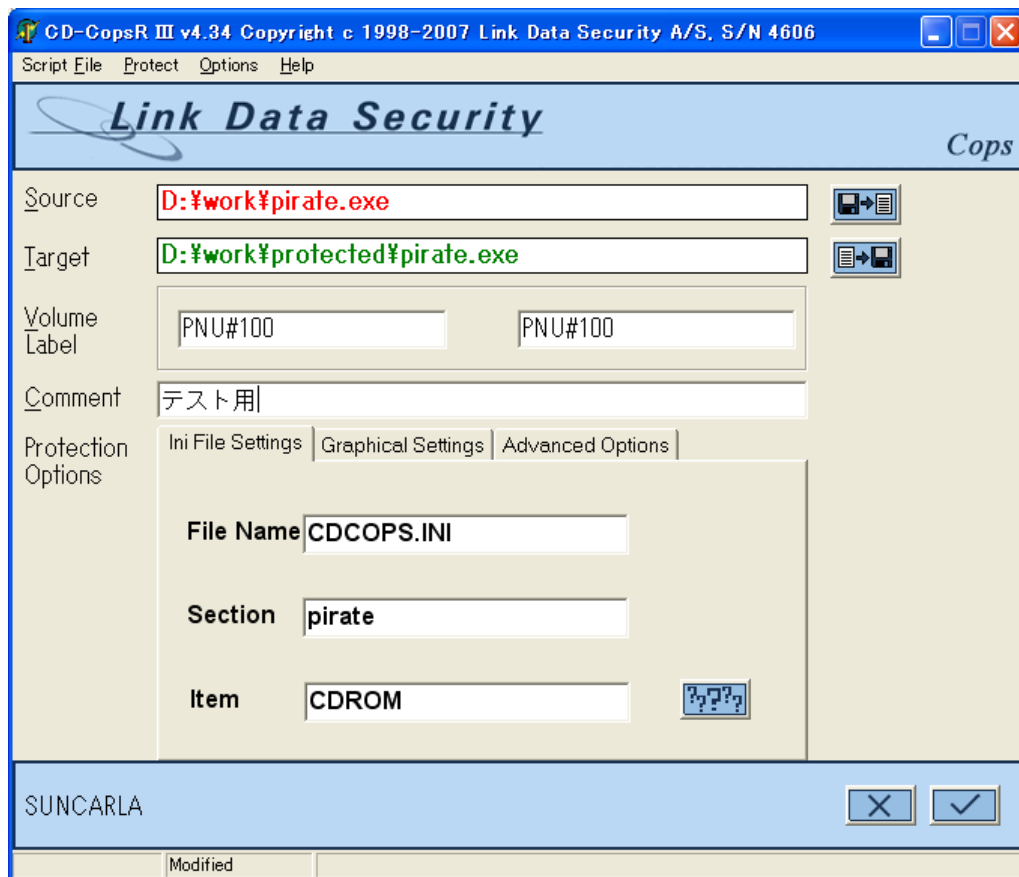 CD-CopsR III v4.34 Copyright c 1998-2007 Link Data Security A/S, S/N 4606
Script File Protect Options Help
Link Data Security
Cops
Source D:¥work¥pirate.exe
Target D:¥work¥protected¥pirate.exe
Volume Label PNU#100 PNU#100
Comment テスト用
Protection Options Ini File Settings Graphical Settings Advanced Options
File Name CDCOPS.INI
Section pirate
Item CDROM ?????
SUNCARLA
Modified